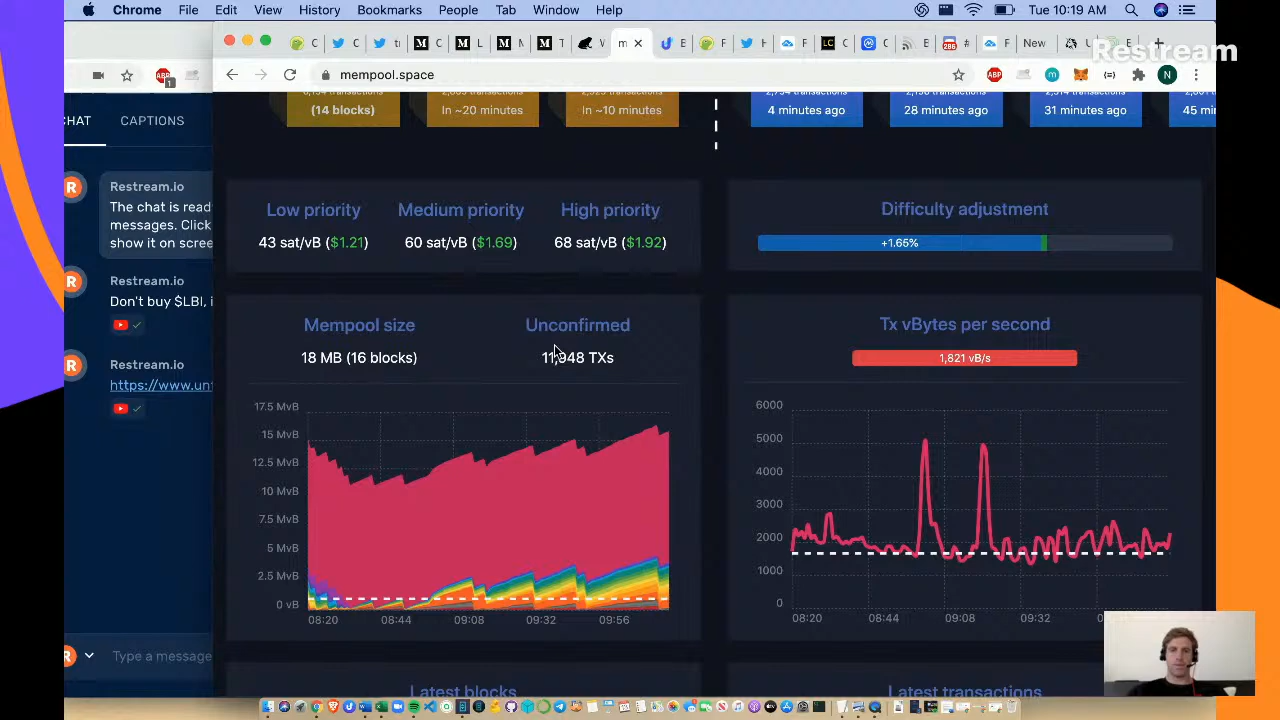 Chrome File Edit View History Bookmarks People Tab Window Help Tue 10:19 AM
Restream
mempool.space
CHAT CAPTIONS
(14 blocks) In ~20 minutes In ~10 minutes 4 minutes ago 28 minutes ago 31 minutes ago 45 min
Restream.io
The chat is read
messages. Click
show it on scree
Restream.io
Don't buy $LBI, i
Restream.io
https://www.unf
Type a message
Low priority Medium priority High priority
43 sat/vB ($1.21) 60 sat/vB ($1.69) 68 sat/vB ($1.92)
Difficulty adjustment
+1.65%
Mempool size Unconfirmed
18 MB (16 blocks) 11,948 TXs
17.5 MvB
15 MvB
12.5 MvB
10 MvB
7.5 MvB
5 MvB
2.5 MvB
0 vB
08:20 08:44 09:08 09:32 09:56
Tx vBytes per second
1,821 vB/s
6000
5000
4000
3000
2000
1000
0
08:20 08:44 09:08 09:32
Latest blocks Latest transactions